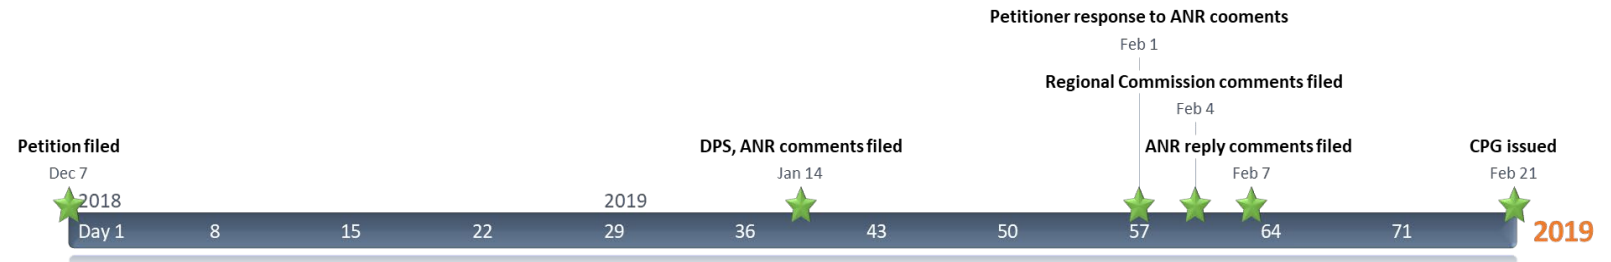 Petitioner response to ANR cooments
Feb 1
Regional Commission comments filed
Feb 4
Petition filed
Dec 7
DPS, ANR comments filed
Jan 14
ANR reply comments filed
Feb 7
CPG issued
Feb 21
2018
2019
Day 1 8 15 22 29 36 43 50 57 64 71
2019